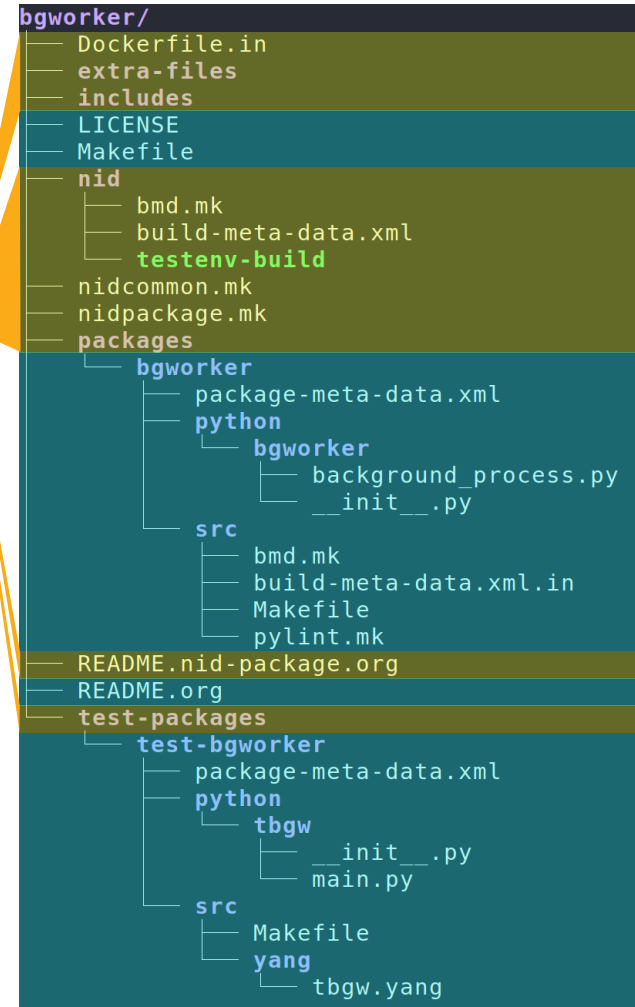 bgworker/
Dockerfile.in
extra-files
includes
LICENSE
Makefile
nid
bmd.mk
build-meta-data.xml
testenv-build
nidcommon.mk
nidpackage.mk
packages
bgworker
package-meta-data.xml
python
bgworker
background_process.py
__init__.py
src
bmd.mk
build-meta-data.xml.in
Makefile
pylint.mk
README.nid-package.org
README.org
test-packages
test-bgworker
package-meta-data.xml
python
tbgw
__init__.py
main.py
src
Makefile
yang
tbgw.yang